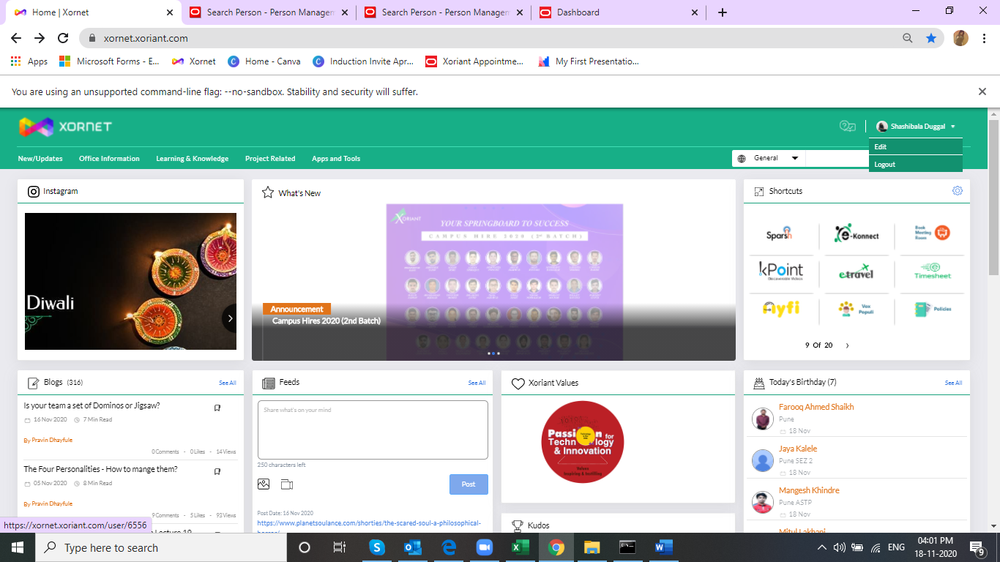 Home | Xornet
Search Person - Person Managem
Search Person - Person Managem
Dashboard
xornet.xoriant.com
Apps
Microsoft Forms - E...
Xornet
Home - Canva
Induction Invite Apr...
Xoriant Appointme...
My First Presentatio...
You are using an unsupported command-line flag: --no-sandbox. Stability and security will suffer.
XORNET
Shashibala Duggal
Edit
Logout
New/Updates
Office Information
Learning & Knowledge
Project Related
Apps and Tools
General
Instagram
Diwali
What's New
XORIANT
YOUR SPRINGBOARD TO SUCCESS
CAMPUS HIRE 2020 (2nd BATCH)
Announcement
Campus Hires 2020 (2nd Batch)
Shortcuts
Sparsh
e-Konnect
Book
Meeting
Room
kPoint
Discoverable Videos
e-travel
Timesheet
Ayfi
Vox
Populi
Policies
9 Of 20
Blogs (316)
See All
Is your team a set of Dominos or Jigsaw?
16 Nov 2020
7 Min Read
By Pravin Dhayfule
0 Comments - 0 Likes - 14 Views
The Four Personalities - How to mange them?
05 Nov 2020
8 Min Read
By Pravin Dhayfule
9 Comments - 5 Likes - 93 Views
Lecture 19
Feeds
See All
Share what's on your mind
250 characters left
Post
Post Date: 16 Nov 2020
https://www.planetsoulance.com/shorties/the-scared-soul-a-philosophical-
Xoriant Values
Passion for
Technology
& Innovation
Values
Inspiring & Instilling
Kudos
Today's Birthday (7)
See All
Farooq Ahmed Shaikh
Pune
18 Nov
Jaya Kalele
Pune SEZ 2
18 Nov
Mangesh Khindre
Pune ASTP
18 Nov
Mitul Lakhani
https://xornet.xoriant.com/user/6556
Type here to search
ENG
04:01 PM
18-11-2020
9